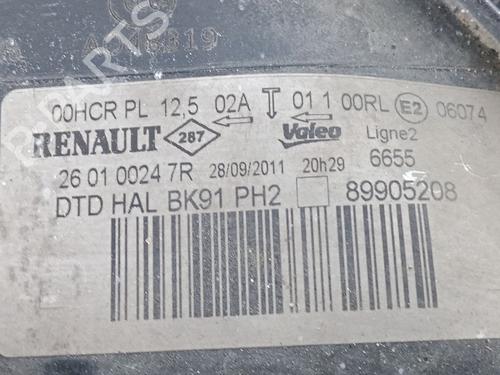 00HCR PL 12,5 02A 01 1 00RL E2 06074
RENAULT 287 Valeo Ligne2
26 01 0024 7R 28/09/2011 20h29 6655
DTD HAL BK91 PH2 89905208